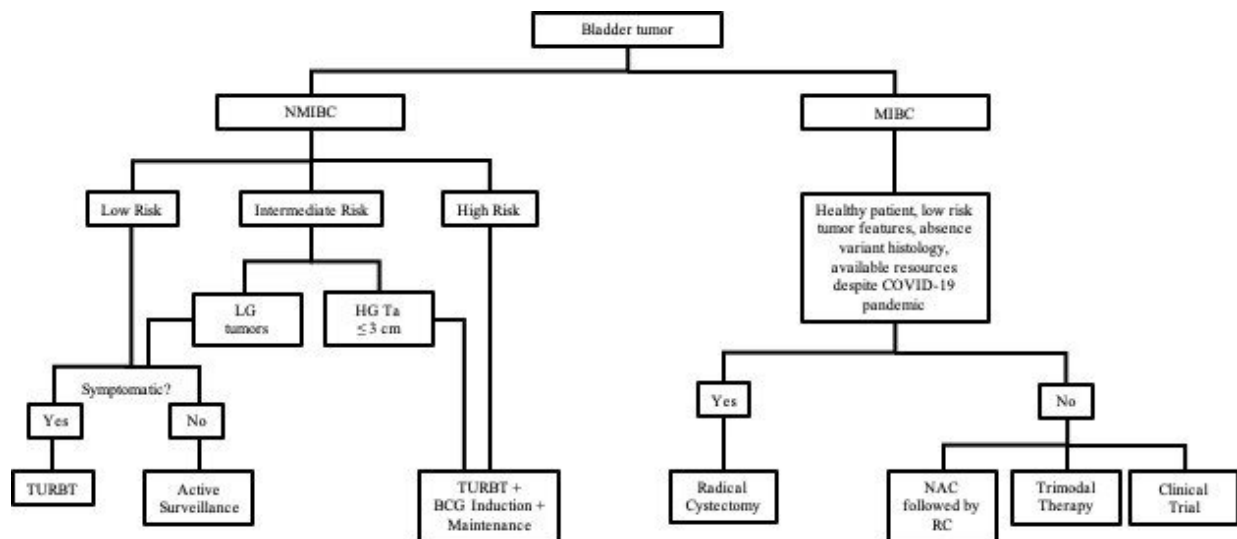 Bladder tumor
NMIBC
MIBC
Low Risk
Intermediate Risk
High Risk
Healthy patient, low risk
tumor features, absence
variant histology,
available resources
despite COVID-19
pandemic
LG
tumors
HG Ta
≤ 3 cm
Symptomatic?
Yes
No
Yes
No
TURBT
Active
Surveillance
TURBT +
BCG Induction +
Maintenance
Radical
Cystectomy
NAC
followed by
RC
Trimodal
Therapy
Clinical
Trial